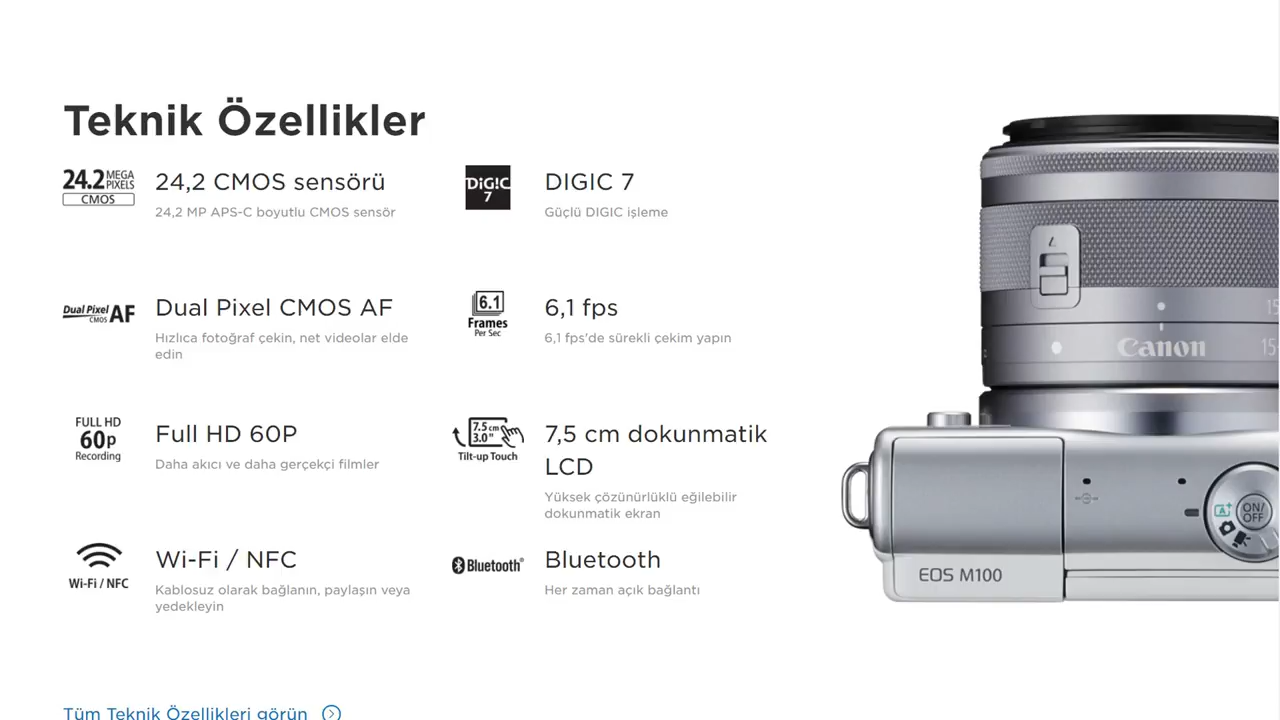 Teknik Özellikler
24.2 MEGA PIXELS
CMOS
24,2 CMOS sensörü
24,2 MP APS-C boyutlu CMOS sensör
DIGIC
7
DIGIC 7
Güçlü DIGIC işleme
Dual Pixel CMOS AF
Dual Pixel CMOS AF
Hızlıca fotoğraf çekin, net videolar elde
edin
6.1
Frames
Per Sec
6,1 fps
6,1 fps'de sürekli çekim yapın
FULL HD
60p
Recording
Full HD 60P
Daha akıcı ve daha gerçekçi filmler
7.5 cm
3.0"
Tilt-up Touch
7,5 cm dokunmatik
LCD
Yüksek çözünürlüklü eğilebilir
dokunmatik ekran
Wi-Fi / NFC
Wi-Fi / NFC
Kablosuz olarak bağlanın, paylaşın veya
yedekleyin
Bluetooth®
Bluetooth
Her zaman açık bağlantı
Tüm Teknik Özellikleri görün
15
Canon
15-
A+
ON/
OFF
EOS M100